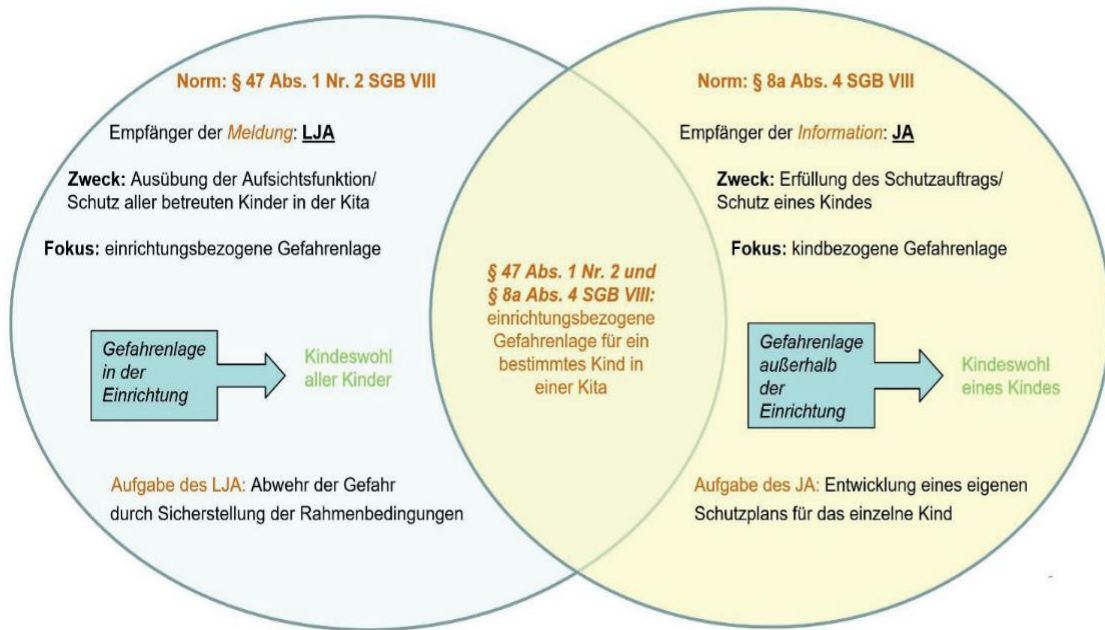 Norm: § 47 Abs. 1 Nr. 2 SGB VIII
Empfänger der Meldung: LJA
Zweck: Ausübung der Aufsichtsfunktion/
Schutz aller betreuten Kinder in der Kita
Fokus: einrichtungsbezogene Gefahrenlage
Gefahrenlage
in der
Einrichtung
Kindeswohl
aller Kinder
Aufgabe des LJA: Abwehr der Gefahr
durch Sicherstellung der Rahmenbedingungen
§ 47 Abs. 1 Nr. 2 und
§ 8a Abs. 4 SGB VIII:
einrichtungsbezogene
Gefahrenlage für ein
bestimmtes Kind in
einer Kita
Norm: § 8a Abs. 4 SGB VIII
Empfänger der Information: JA
Zweck: Erfüllung des Schutzauftrags/
Schutz eines Kindes
Fokus: kindbezogene Gefahrenlage
Gefahrenlage
außerhalb
der
Einrichtung
Kindeswohl
eines Kindes
Aufgabe des JA: Entwicklung eines eigenen
Schutzplans für das einzelne Kind